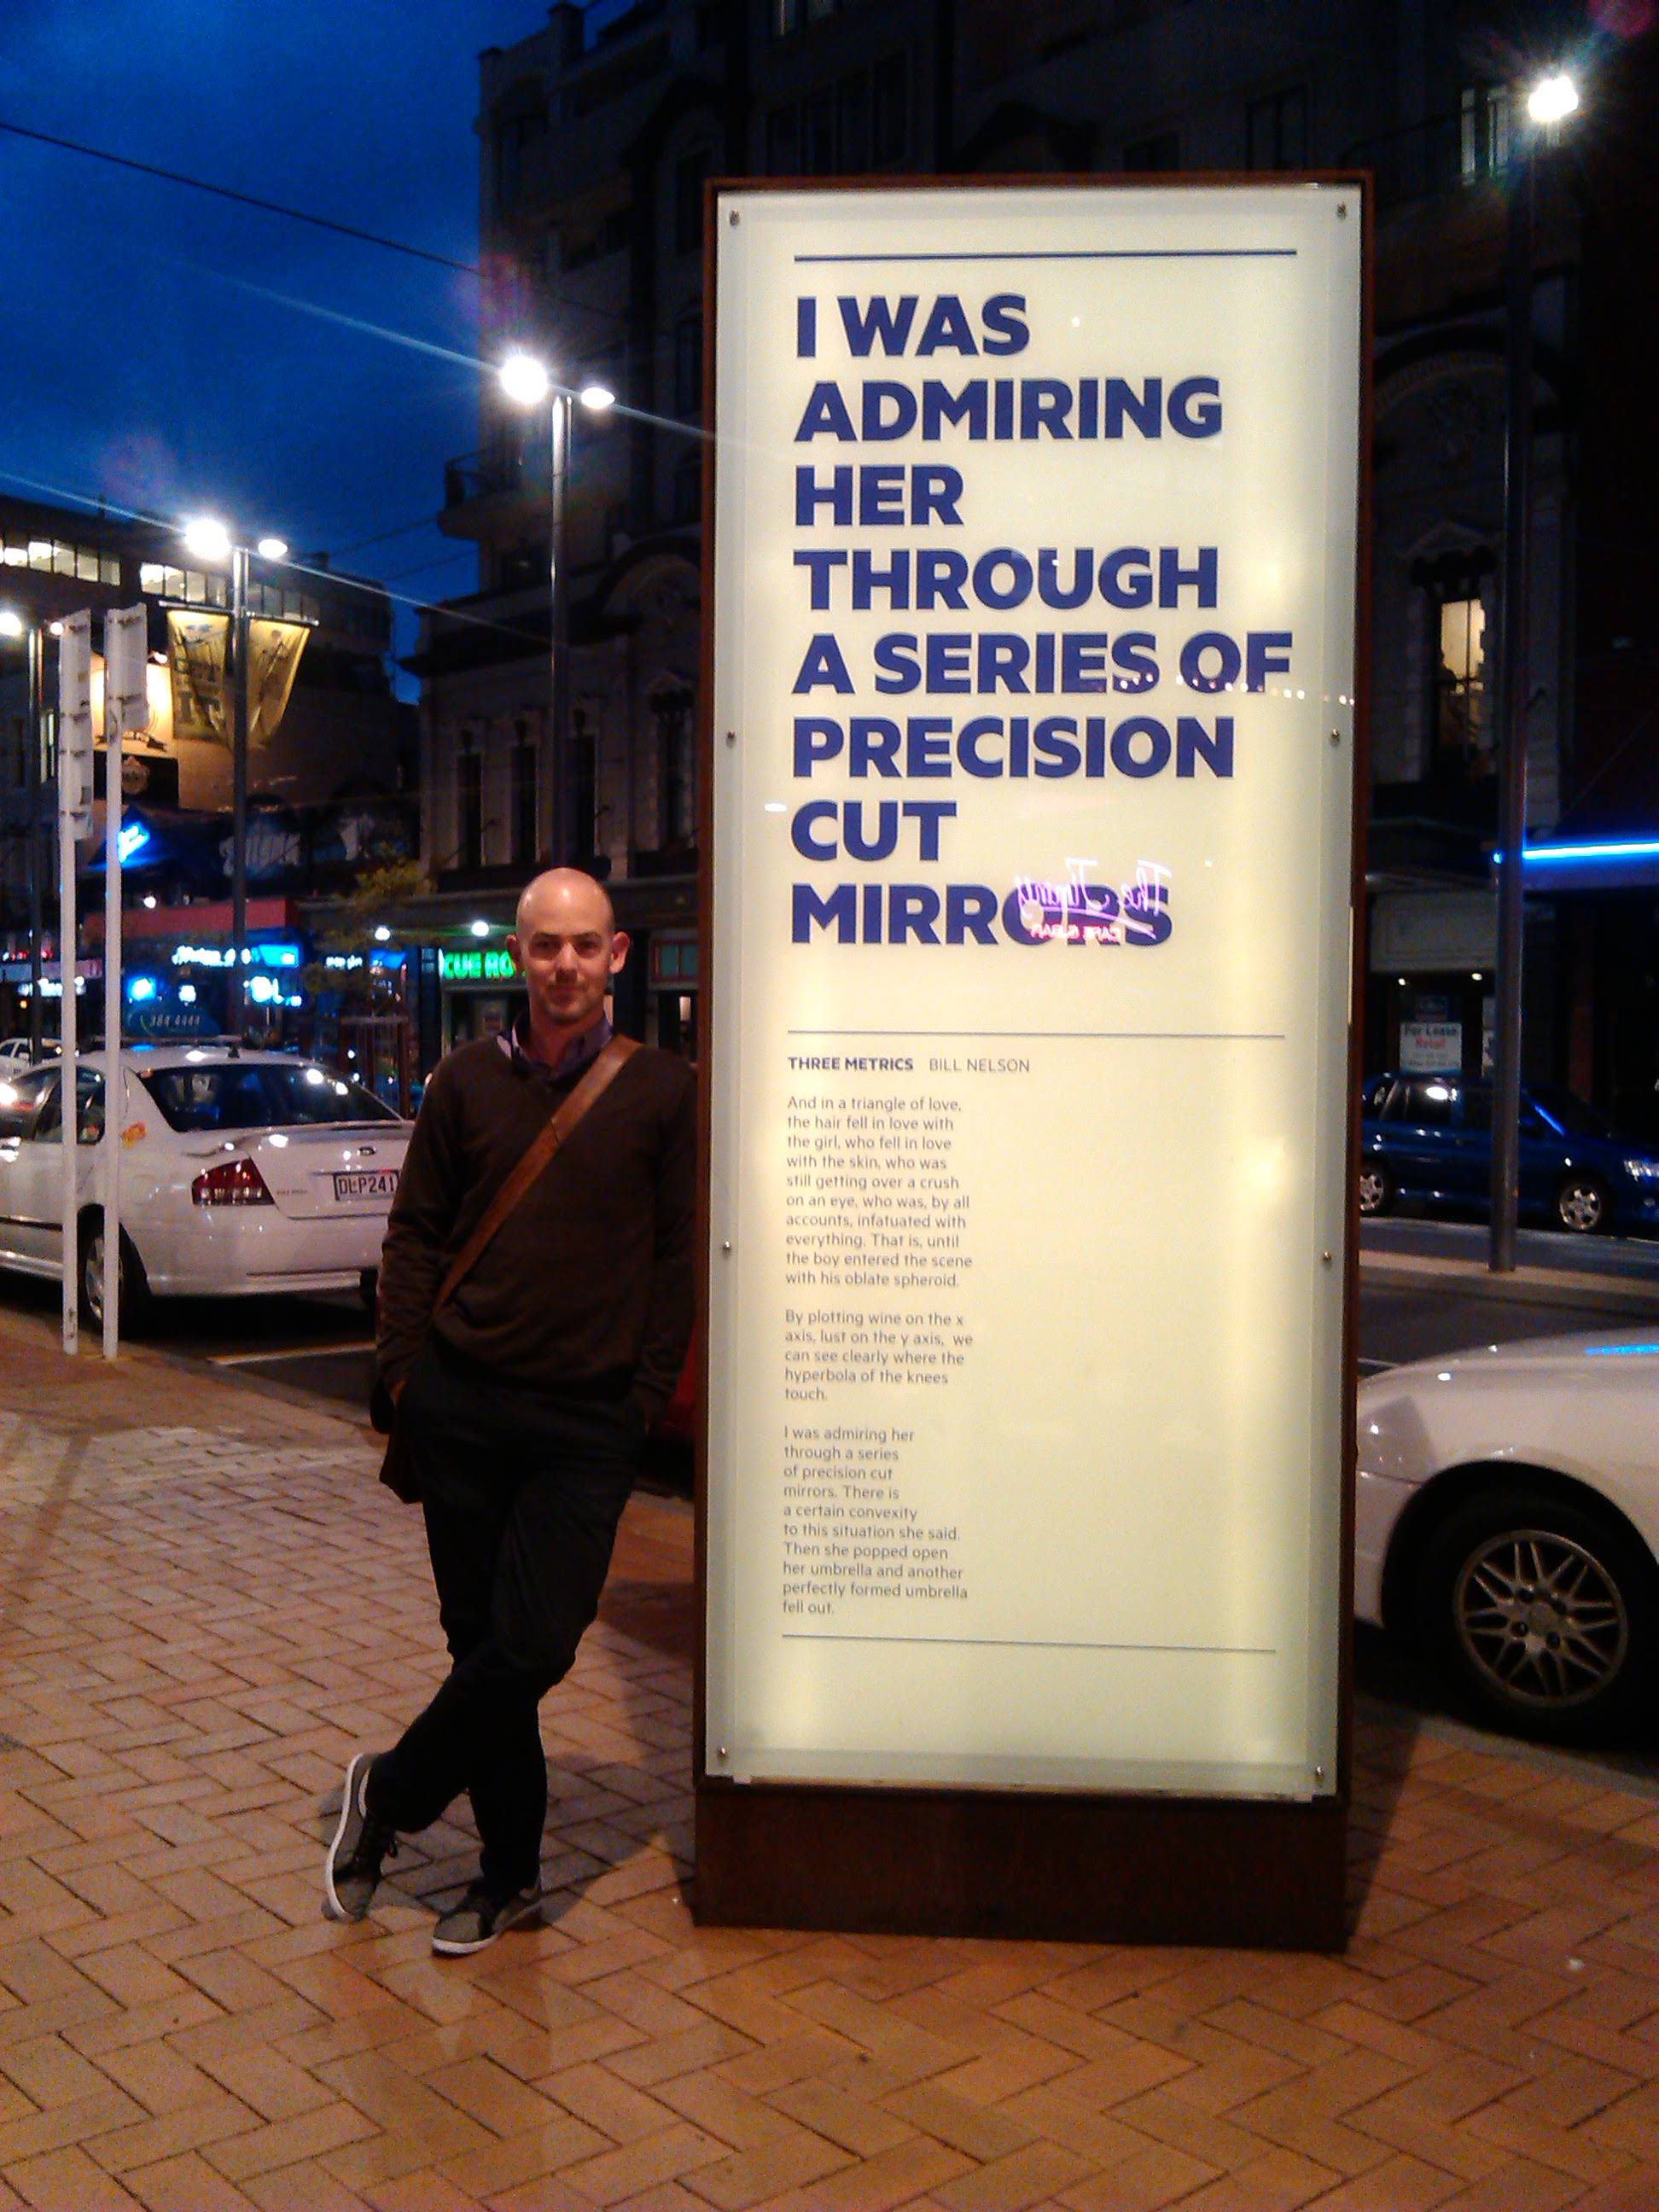 I WAS
ADMIRING
HER
THROUGH
A SERIES OF
PRECISION
CUT
MIRRORS
THREE METRICS BILL NELSON
And in a triangle of love,
the hair fell in love with
the girl, who fell in love
with the skin, who was
still getting over a crush
on an eye, who was, by all
accounts, infatuated with
everything. That is, until
the boy entered the scene
with his oblate spheroid.
By plotting wine on the x
axis, lust on the y axis, we
can see clearly where the
hyperbola of the knees
touch.
I was admiring her
through a series
of precision cut
mirrors. There is
a certain convexity
to this situation she said.
Then she popped open
her umbrella and another
perfectly formed umbrella
fell out.
384 4444
DLP241
CUE RO
For Lease
Retail